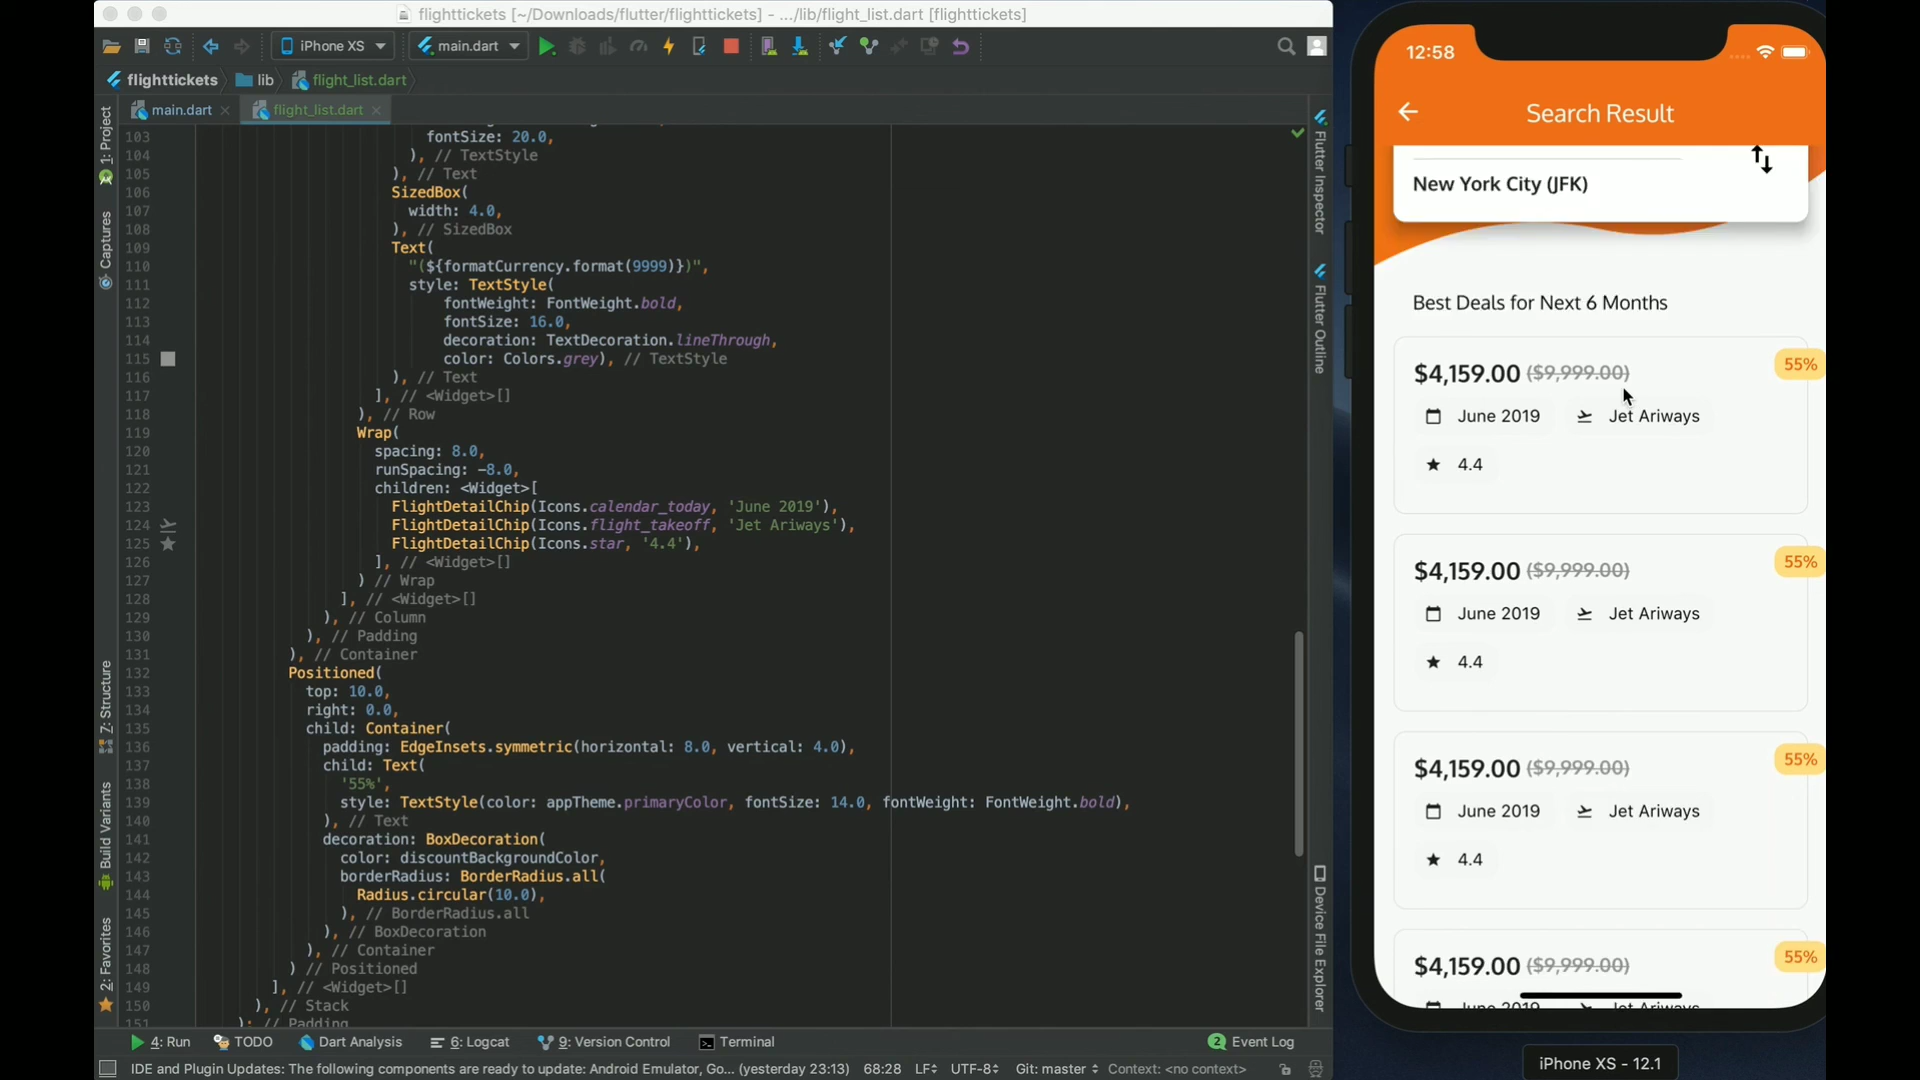 flighttickets [~/Downloads/flutter/flighttickets] - .../lib/flight_list.dart [flighttickets]
iPhone XS
main.dart
flighttickets
lib
flight_list.dart
main.dart
flight_list.dart
1: Project
Captures
7: Structure
Build Variants
2: Favorites
103 fontSize: 20.0,
104 ), // TextStyle
105 ), // Text
106 SizedBox(
107 width: 4.0,
108 ), // SizedBox
109 Text(
110 "(${formatCurrency.format(9999)})",
111 style: TextStyle(
112 fontWeight: FontWeight.bold,
113 fontSize: 16.0,
114 decoration: TextDecoration.lineThrough,
115 color: Colors.grey), // TextStyle
116 ), // Text
117 ], // <Widget>[]
118 ), // Row
119 Wrap(
120 spacing: 8.0,
121 runSpacing: -8.0,
122 children: <Widget>[
123 FlightDetailChip(Icons.calendar_today, 'June 2019'),
124 FlightDetailChip(Icons.flight_takeoff, 'Jet Ariways'),
125 FlightDetailChip(Icons.star, '4.4'),
126 ], // <Widget>[]
127 ) // Wrap
128 ], // <Widget>[]
129 ), // Column
130 ), // Padding
131 ), // Container
132 Positioned(
133 top: 10.0,
134 right: 0.0,
135 child: Container(
136 padding: EdgeInsets.symmetric(horizontal: 8.0, vertical: 4.0),
137 child: Text(
138 '55%',
139 style: TextStyle(color: appTheme.primaryColor, fontSize: 14.0, fontWeight: FontWeight.bold),
140 ), // Text
141 decoration: BoxDecoration(
142 color: discountBackgroundColor,
143 borderRadius: BorderRadius.all(
144 Radius.circular(10.0),
145 ), // BorderRadius.all
146 ), // BoxDecoration
147 ), // Container
148 ) // Positioned
149 ], // <Widget>[]
150 ), // Stack
151 ); // Padding
Flutter Inspector
Flutter Outline
Device File Explorer
4: Run
TODO
Dart Analysis
6: Logcat
9: Version Control
Terminal
2 Event Log
IDE and Plugin Updates: The following components are ready to update: Android Emulator, Go... (yesterday 23:13)
68:28
LF
UTF-8
Git: master
Context: <no context>
12:58
Search Result
New York City (JFK)
Best Deals for Next 6 Months
$4,159.00 ($9,999.00) 55%
June 2019 Jet Ariways
4.4
$4,159.00 ($9,999.00) 55%
June 2019 Jet Ariways
4.4
$4,159.00 ($9,999.00) 55%
June 2019 Jet Ariways
4.4
$4,159.00 ($9,999.00) 55%
June 2019 Jet Ariways
iPhone XS - 12.1